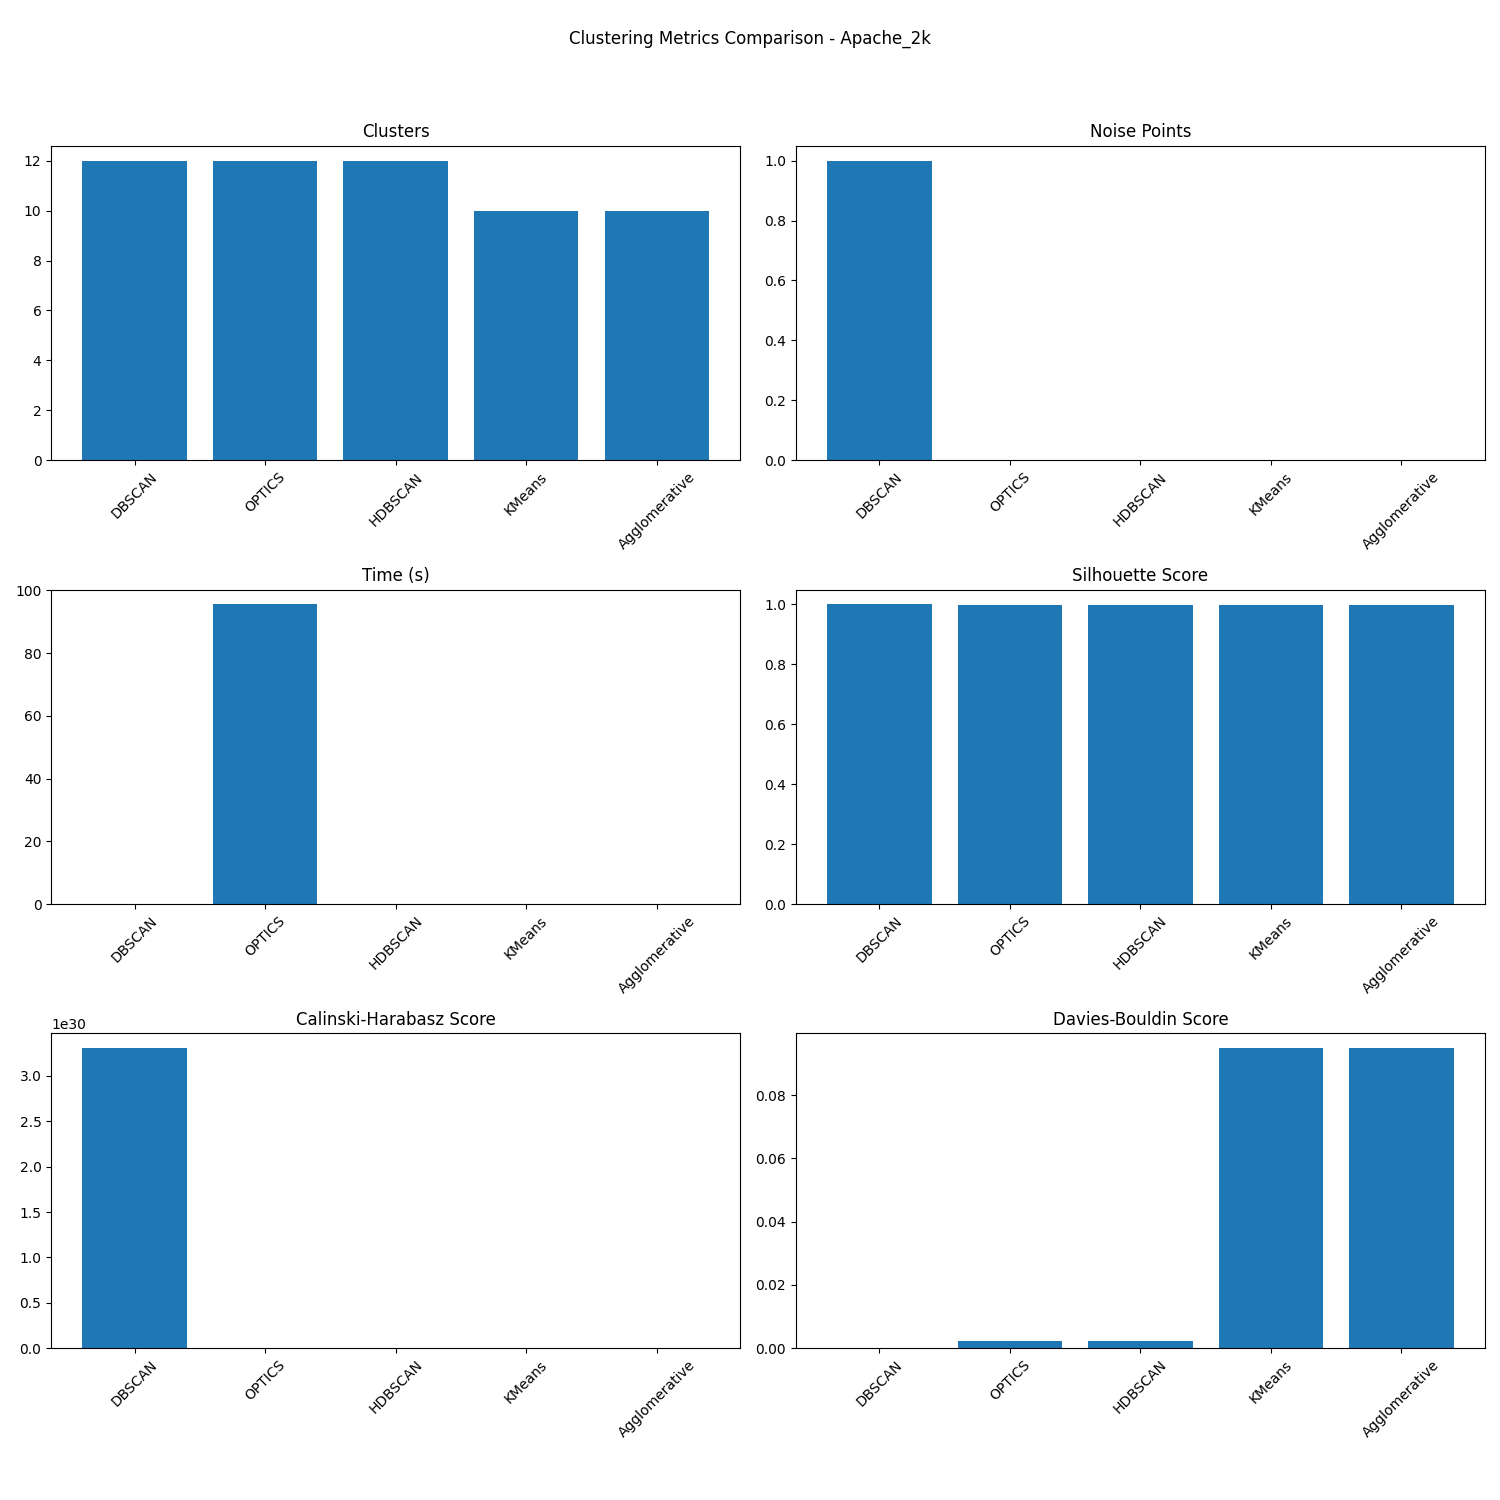 Clustering Metrics Comparison - Apache_2k
Clusters
12
10
8
6
4
2
0
DBSCAN
OPTICS
HDBSCAN
KMeans
Agglomerative
Noise Points
1.0
0.8
0.6
0.4
0.2
0.0
DBSCAN
OPTICS
HDBSCAN
KMeans
Agglomerative
Time (s)
100
80
60
40
20
0
DBSCAN
OPTICS
HDBSCAN
KMeans
Agglomerative
Silhouette Score
1.0
0.8
0.6
0.4
0.2
0.0
DBSCAN
OPTICS
HDBSCAN
KMeans
Agglomerative
Calinski-Harabasz Score
1e30
3.0
2.5
2.0
1.5
1.0
0.5
0.0
DBSCAN
OPTICS
HDBSCAN
KMeans
Agglomerative
Davies-Bouldin Score
0.08
0.06
0.04
0.02
0.00
DBSCAN
OPTICS
HDBSCAN
KMeans
Agglomerative